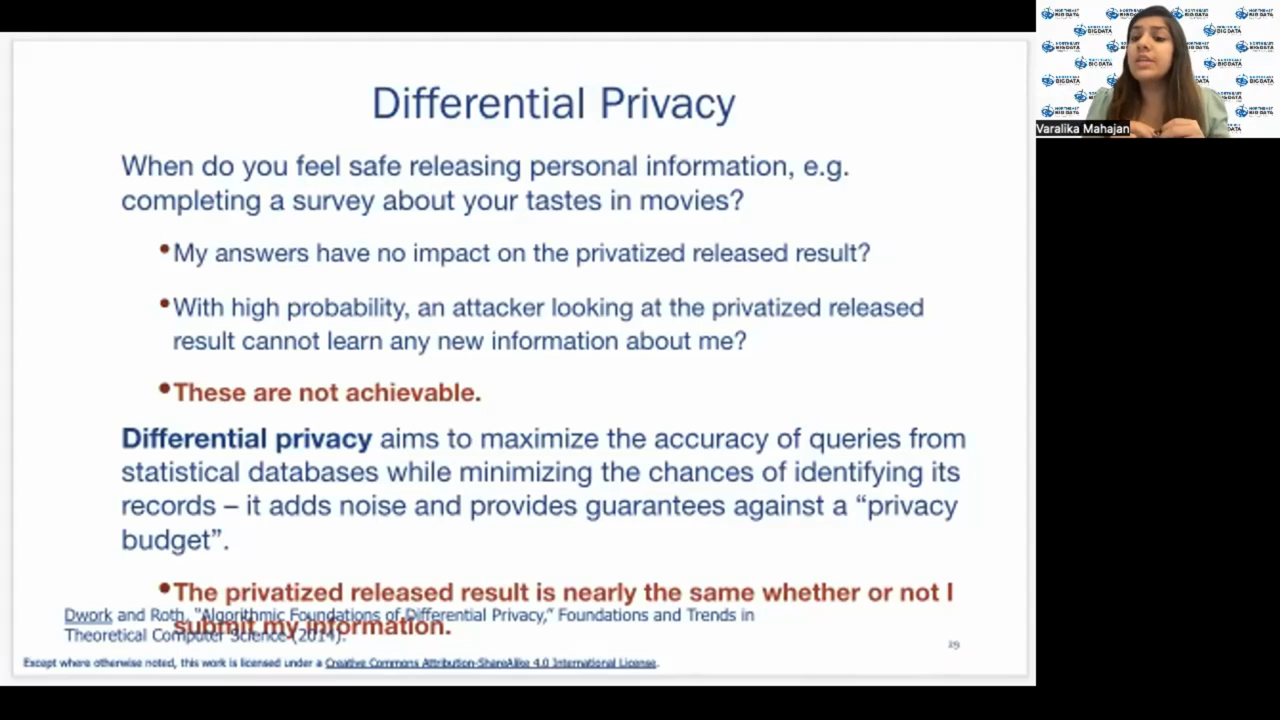 Differential Privacy
When do you feel safe releasing personal information, e.g.
completing a survey about your tastes in movies?
•My answers have no impact on the privatized released result?
•With high probability, an attacker looking at the privatized released
result cannot learn any new information about me?
•These are not achievable.
Differential privacy aims to maximize the accuracy of queries from
statistical databases while minimizing the chances of identifying its
records – it adds noise and provides guarantees against a “privacy
budget”.
•The privatized released result is nearly the same whether or not I
submit my information.
Dwork and Roth, "Algorithmic Foundations of Differential Privacy," Foundations and Trends in
Theoretical Computer Science (2014).
Except where otherwise noted, this work is licensed under a Creative Commons Attribution-ShareAlike 4.0 International License.
29
NORTHEAST
BIG DATA
Varalika Mahajan